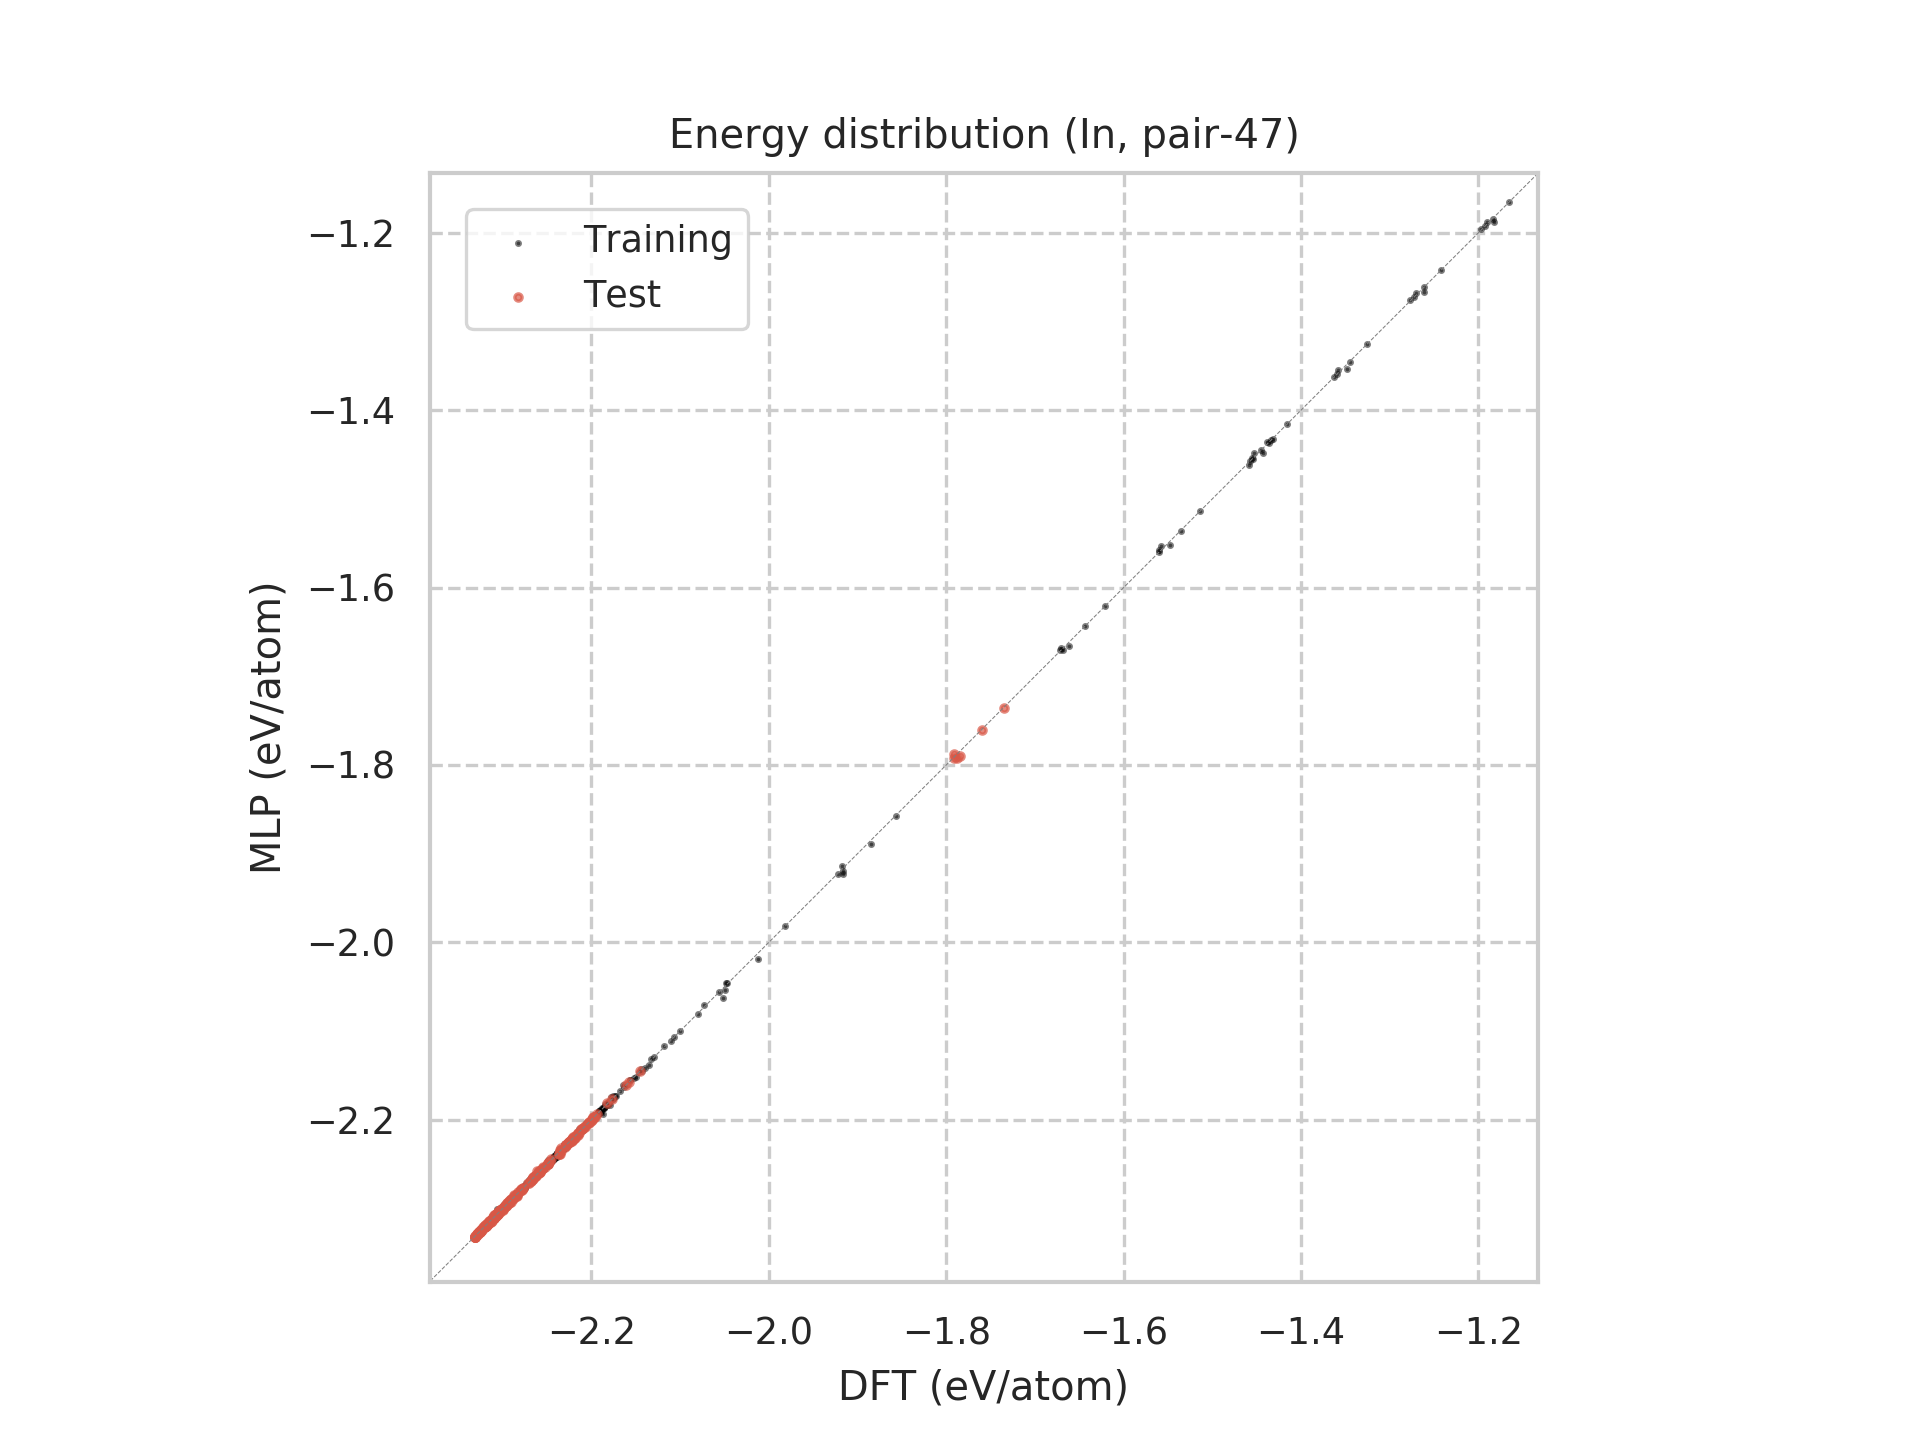 Energy distribution (In, pair-47)
Training
Test
−1.2
−1.4
−1.6
−1.8
−2.0
−2.2
MLP (eV/atom)
−2.2 −2.0 −1.8 −1.6 −1.4 −1.2
DFT (eV/atom)